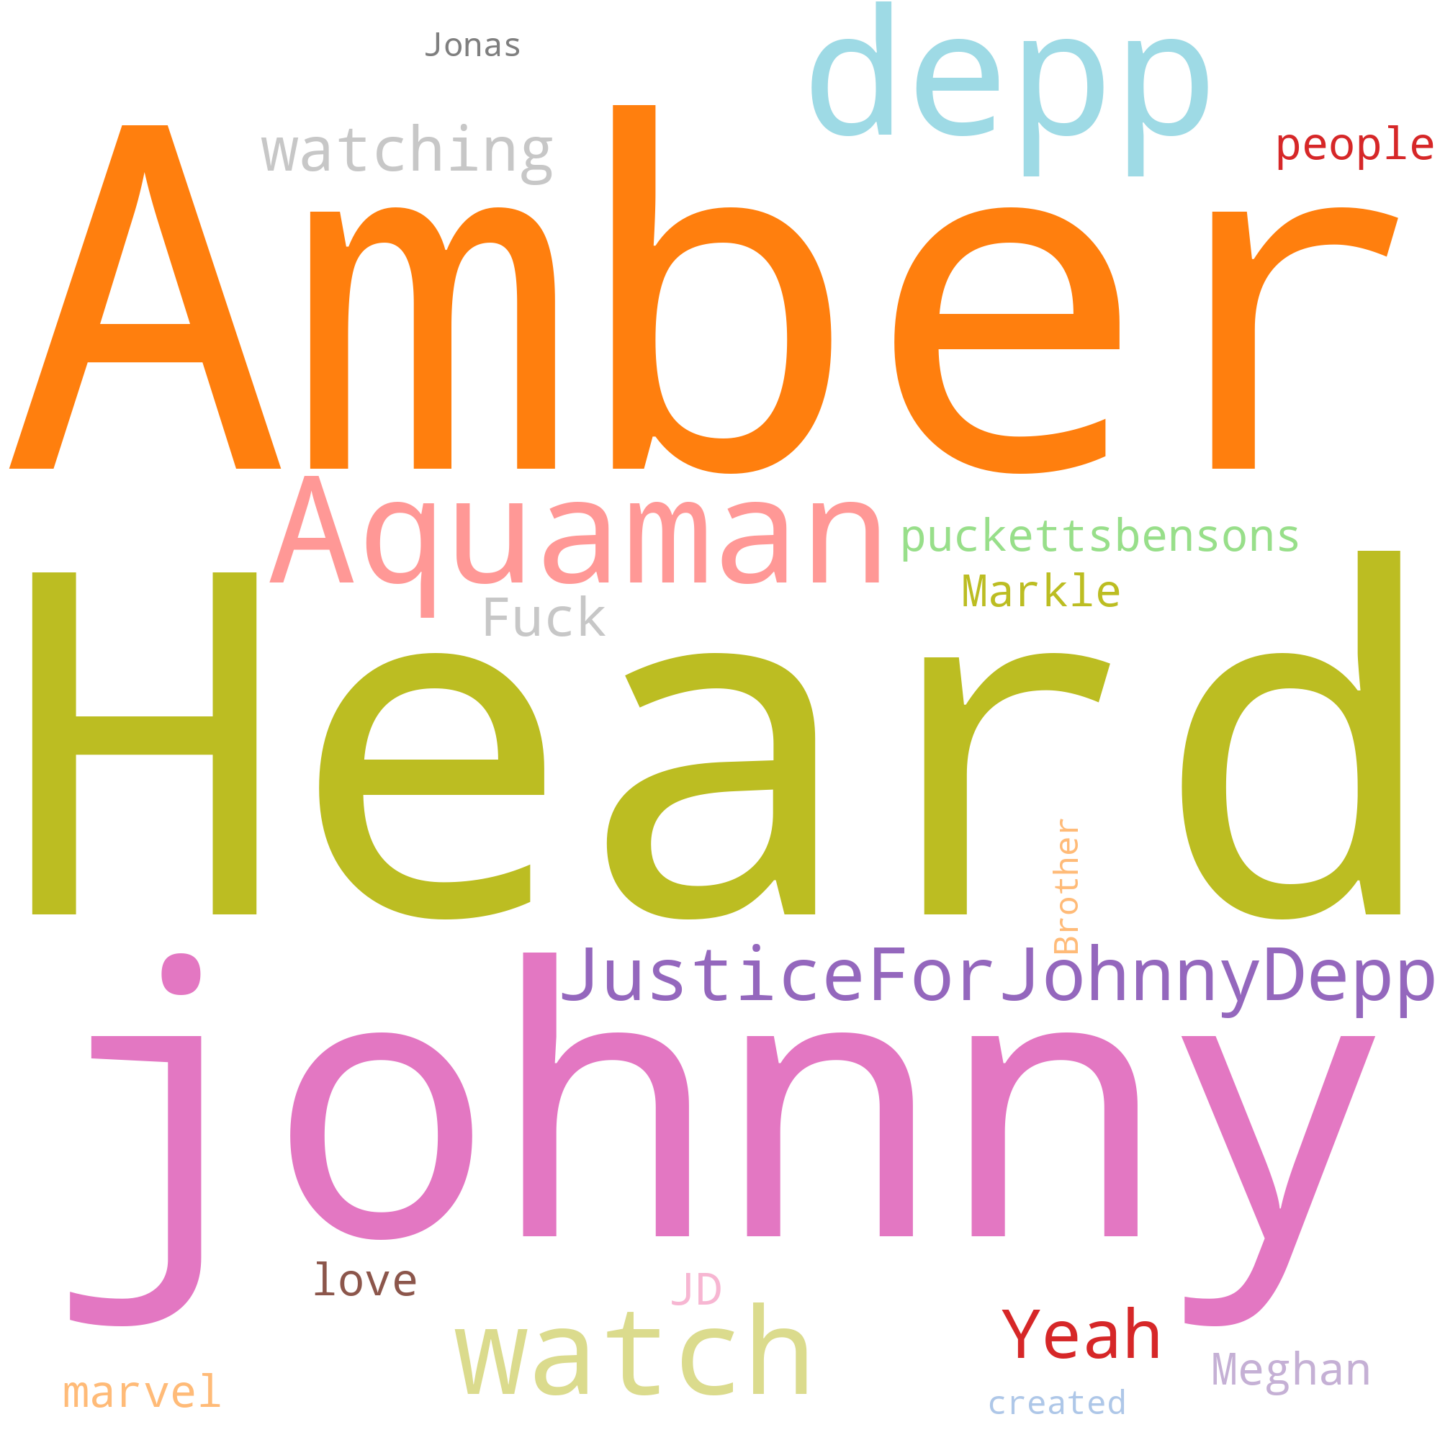 Jonas
depp
watching
people
Amber
Aquaman
puckettsbensons
Markle
Fuck
Heard
Brother
JusticeForJohnnyDepp
johnny
love
JD
watch
Yeah
Meghan
marvel
created